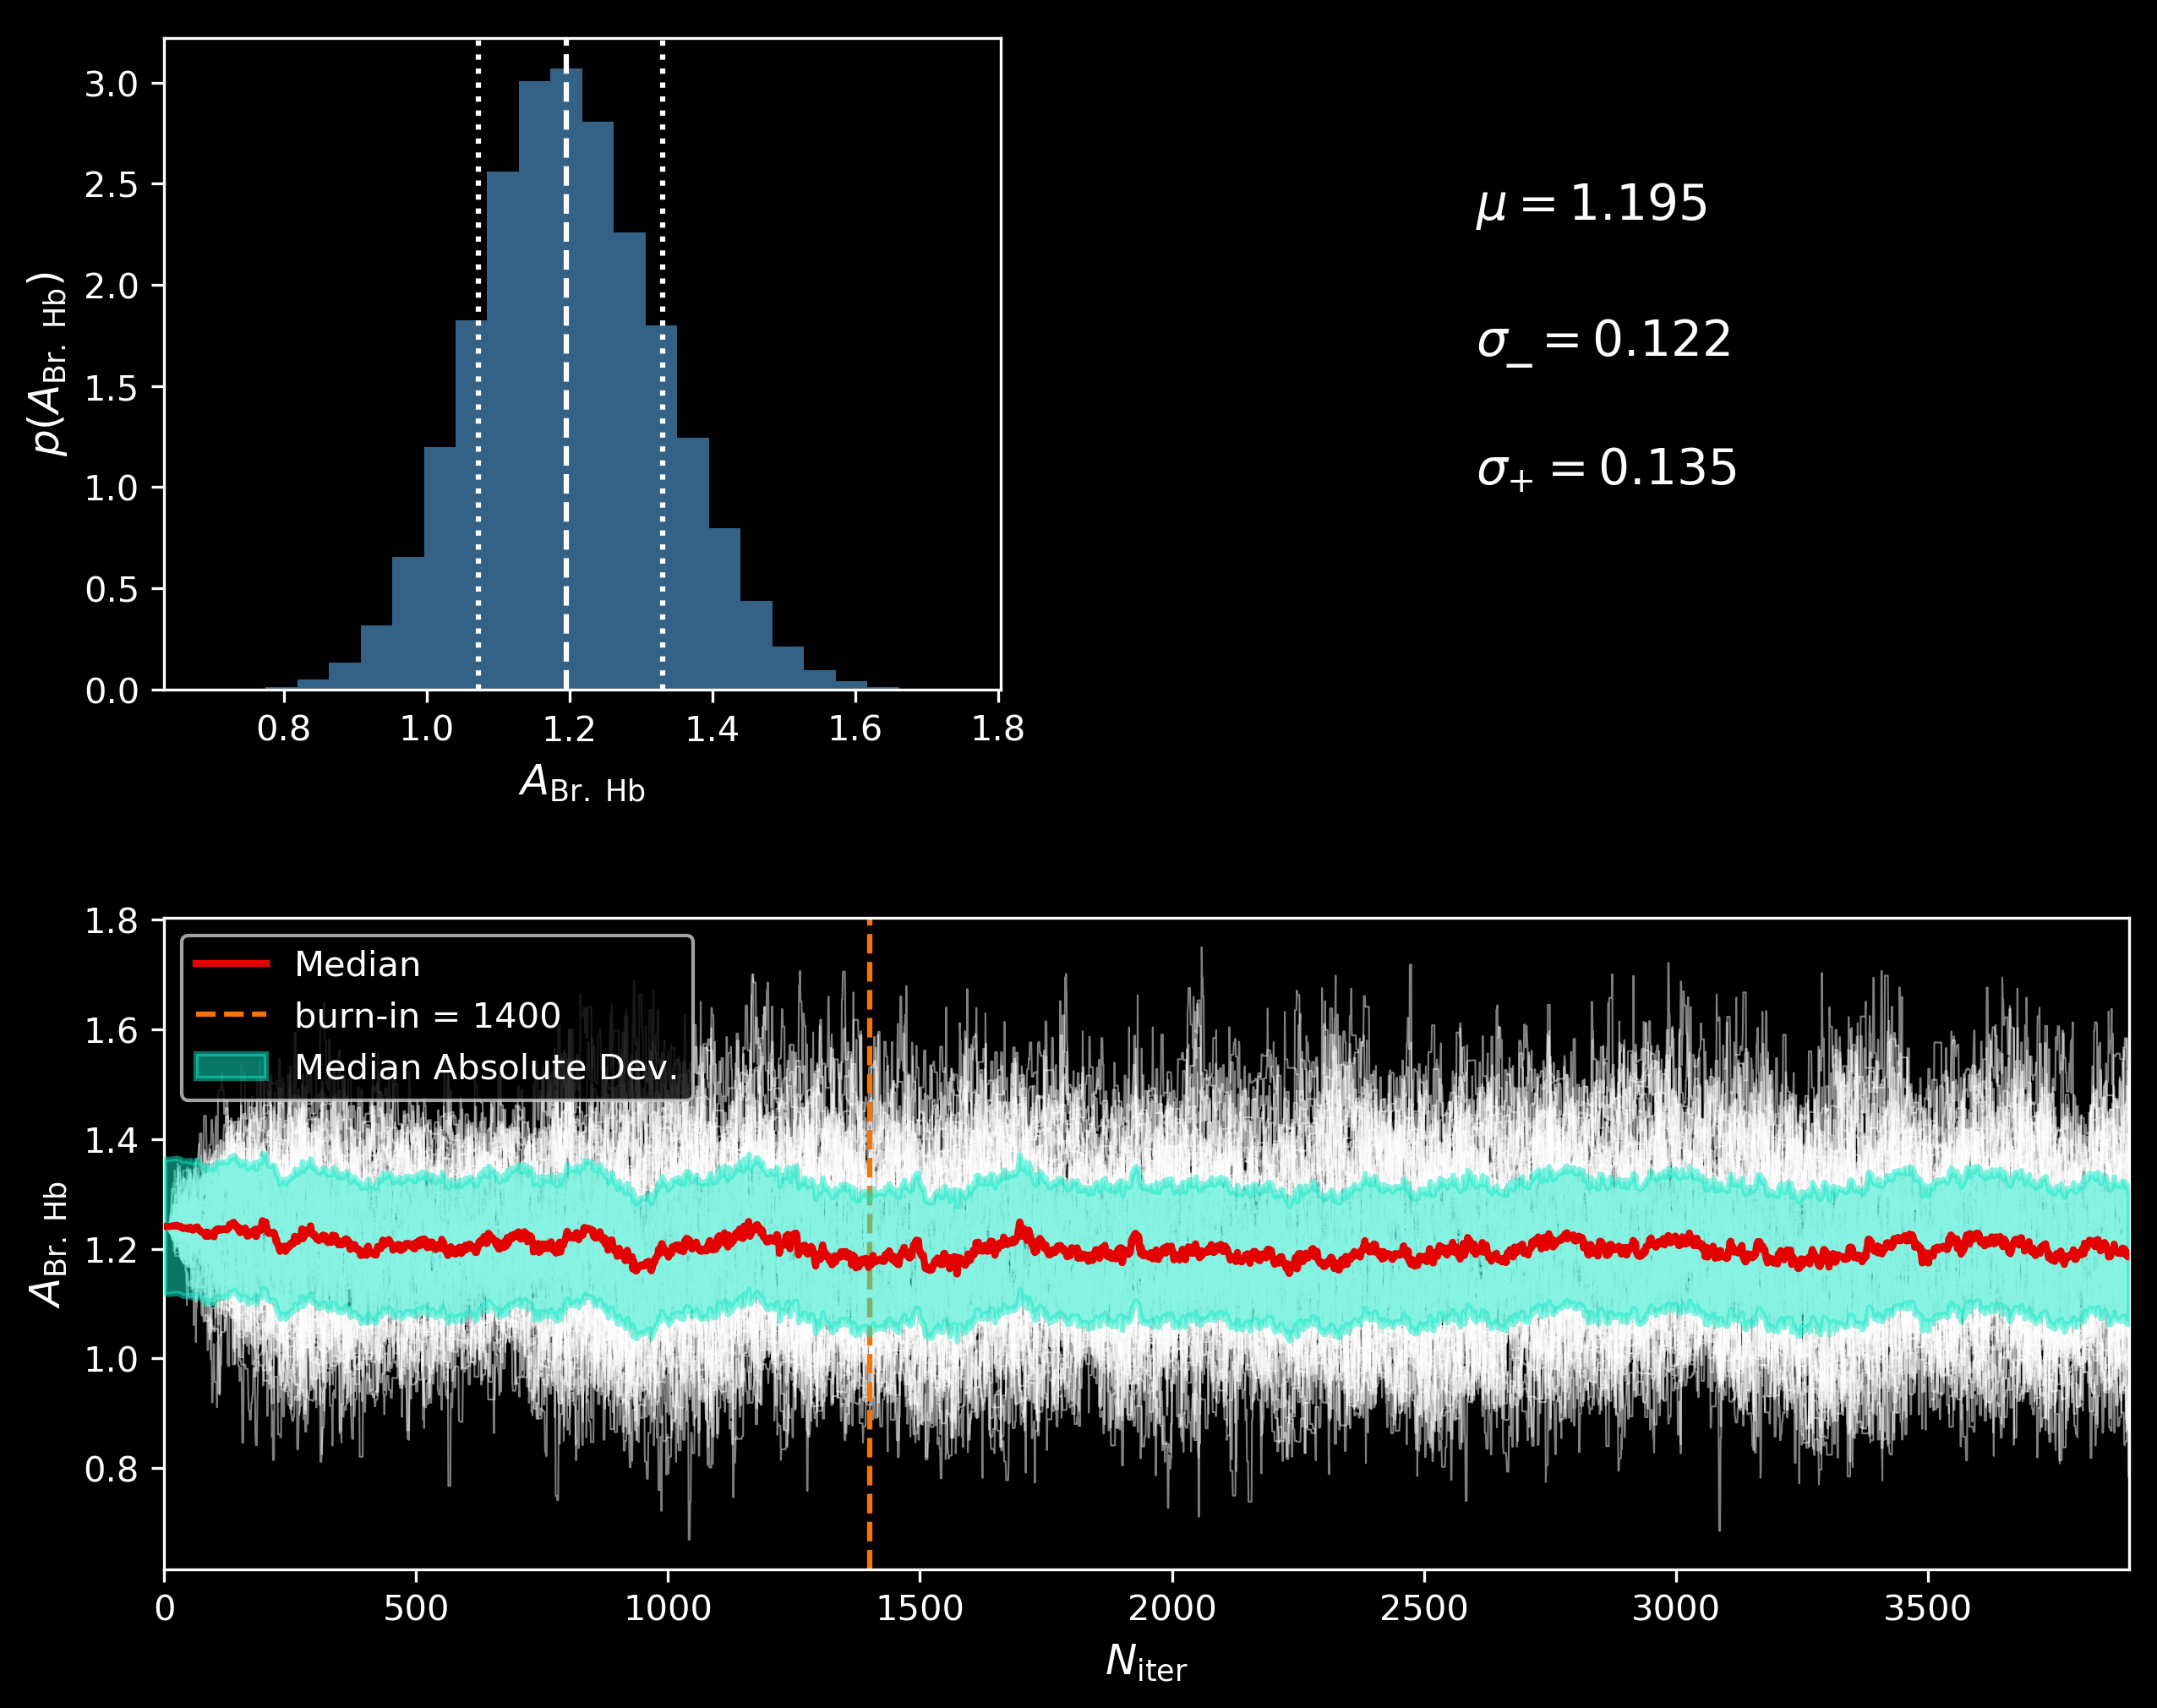 3.0
2.5
2.0
1.5
1.0
0.5
0.0
p(A_Br. Hb)
0.8 1.0 1.2 1.4 1.6 1.8
A_Br. Hb
μ = 1.195
σ_− = 0.122
σ_+ = 0.135
1.8
1.6
1.4
1.2
1.0
0.8
A_Br. Hb
Median
burn-in = 1400
Median Absolute Dev.
0 500 1000 1500 2000 2500 3000 3500
N_iter